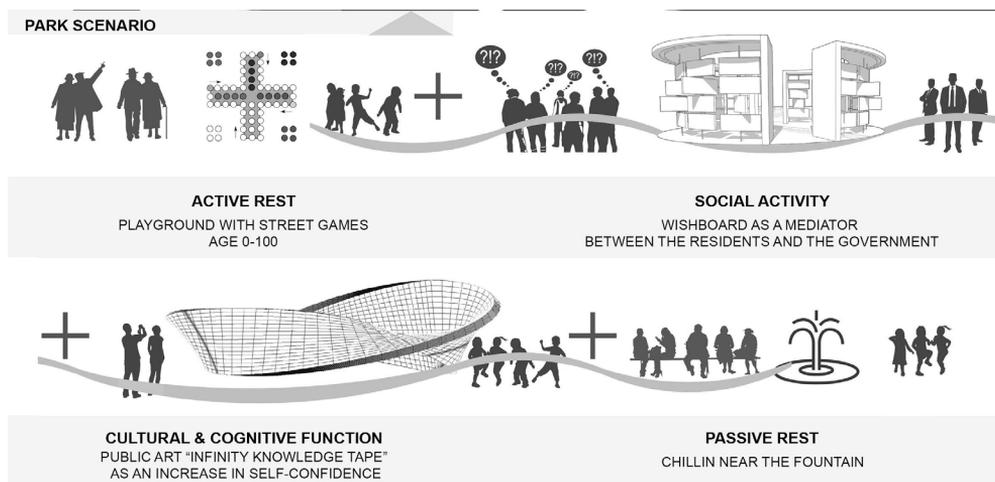 PARK SCENARIO
?!?
?!?
?!?
?!?
ACTIVE REST
PLAYGROUND WITH STREET GAMES
AGE 0-100
SOCIAL ACTIVITY
WISHBOARD AS A MEDIATOR
BETWEEN THE RESIDENTS AND THE GOVERNMENT
CULTURAL & COGNITIVE FUNCTION
PUBLIC ART “INFINITY KNOWLEDGE TAPE”
AS AN INCREASE IN SELF-CONFIDENCE
PASSIVE REST
CHILLIN NEAR THE FOUNTAIN